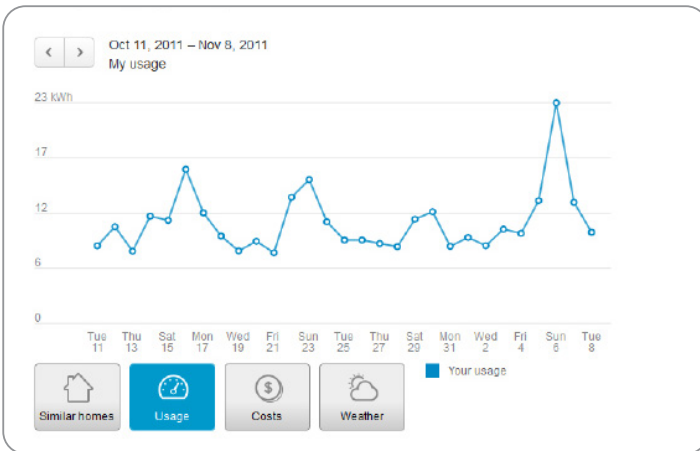 Oct 11, 2011 – Nov 8, 2011
My usage
23 kWh
17
12
6
0
Tue Thu Sat Mon Wed Fri Sun Tue Thu Sat Mon Wed Fri Sun Tue
11 13 15 17 19 21 23 25 27 29 31 2 4 6 8
Your usage
Similar homes Usage Costs Weather